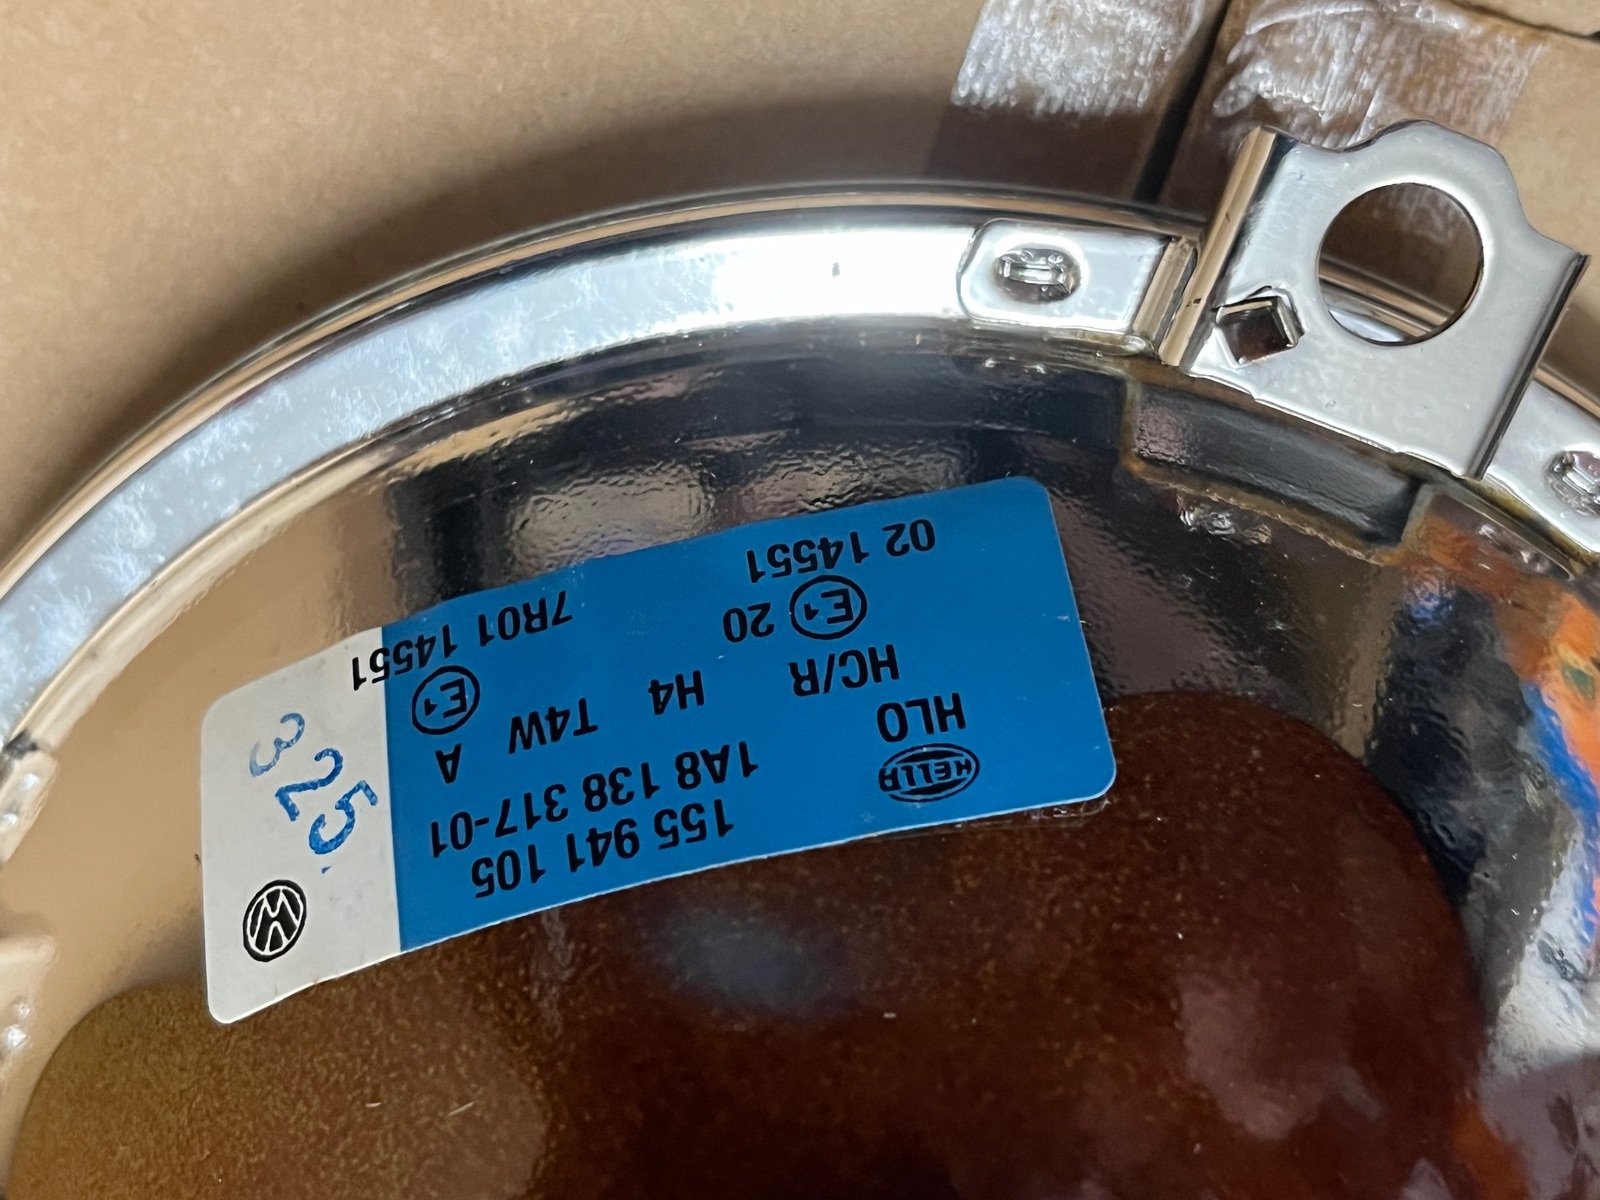 155 941 105
1A8 138 317-01
HELLA
HLO
HC/R H4 T4W A
E1 20 E1
02 14551 7R01 14551
325
VW